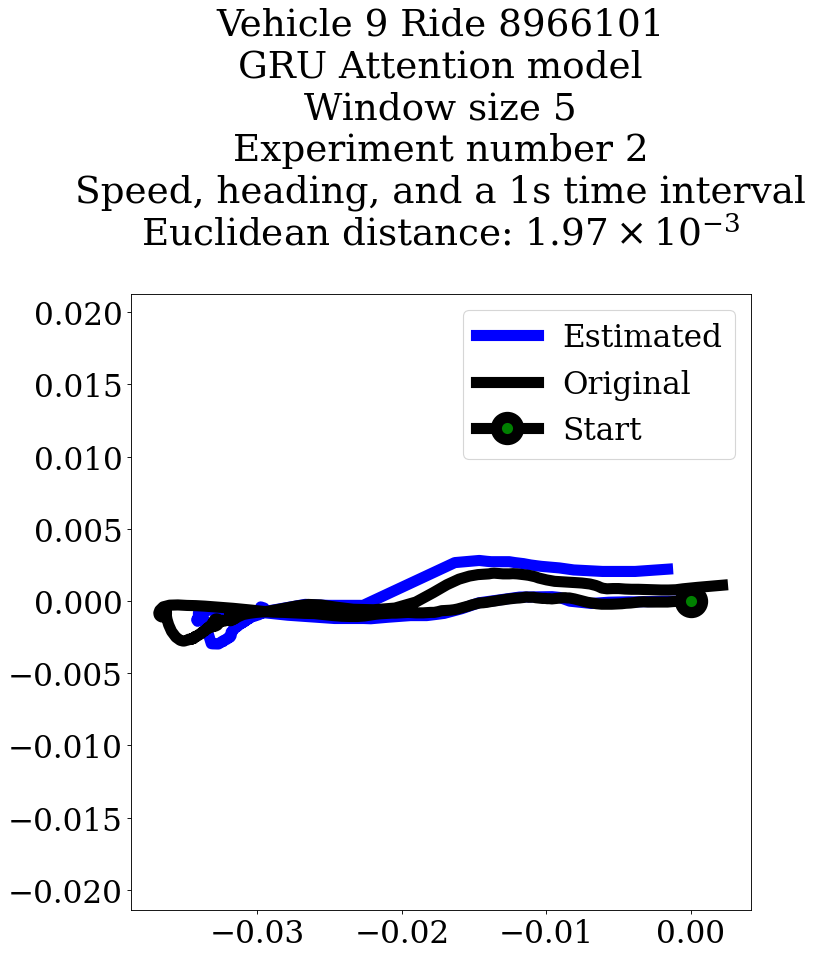 Vehicle 9 Ride 8966101
GRU Attention model
Window size 5
Experiment number 2
Speed, heading, and a 1s time interval
Euclidean distance: 1.97 × 10⁻³
Estimated
Original
Start
0.020
0.015
0.010
0.005
0.000
−0.005
−0.010
−0.015
−0.020
−0.03 −0.02 −0.01 0.00